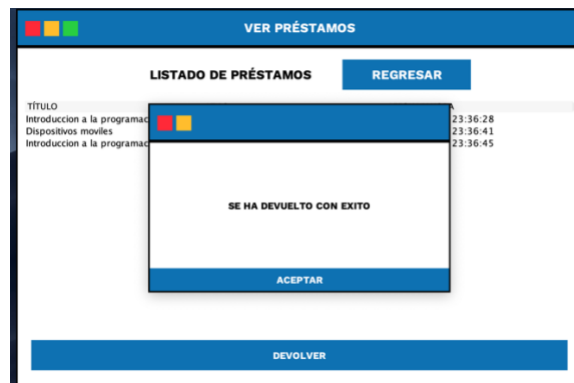 VER PRÉSTAMOS
LISTADO DE PRÉSTAMOS
REGRESAR
TÍTULO
Introduccion a la programac 23:36:28
Dispositivos moviles 23:36:41
Introduccion a la programac 23:36:45
SE HA DEVUELTO CON EXITO
ACEPTAR
DEVOLVER